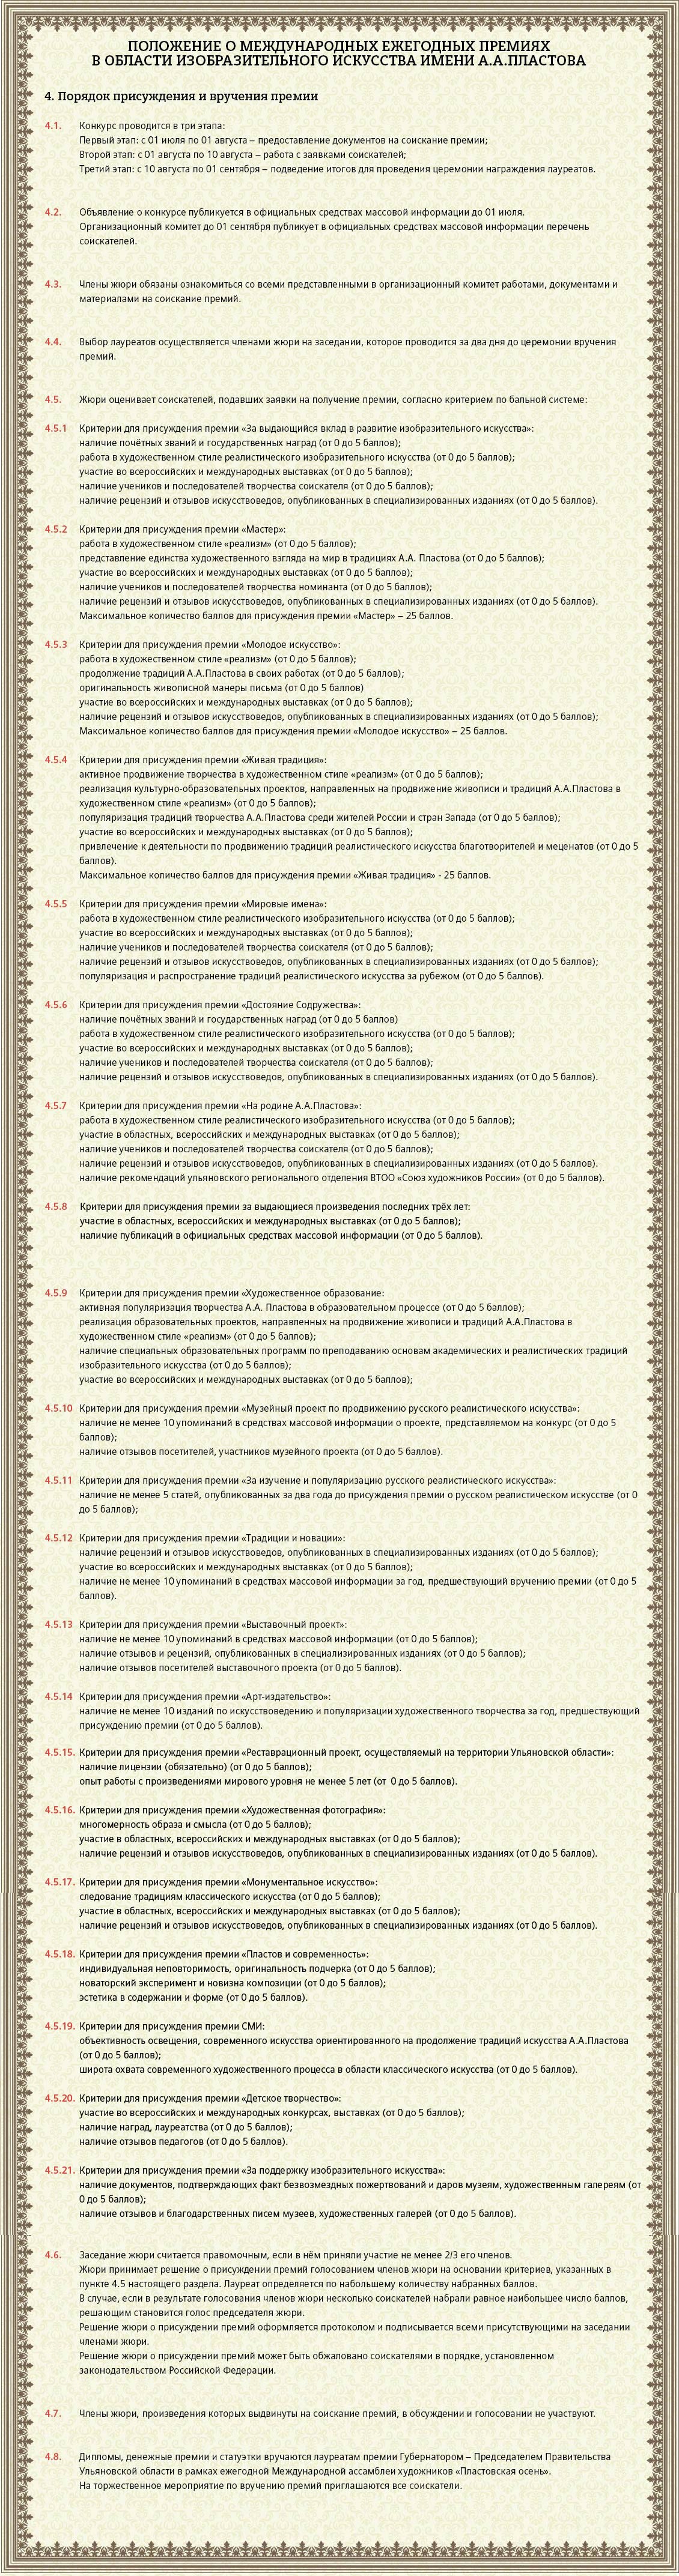 ПОЛОЖЕНИЕ О МЕЖДУНАРОДНЫХ ЕЖЕГОДНЫХ ПРЕМИЯХ
В ОБЛАСТИ ИЗОБРАЗИТЕЛЬНОГО ИСКУССТВА ИМЕНИ А.А.ПЛАСТОВА
4. Порядок присуждения и вручения премии
4.1. Конкурс проводится в три этапа:
Первый этап: с 01 июля по 01 августа – предоставление документов на соискание премии;
Второй этап: с 01 августа по 10 августа – работа с заявками соискателей;
Третий этап: с 10 августа по 01 сентября – подведение итогов для проведения церемонии награждения лауреатов.
4.2. Объявление о конкурсе публикуется в официальных средствах массовой информации до 01 июля.
Организационный комитет до 01 сентября публикует в официальных средствах массовой информации перечень
соискателей.
4.3. Члены жюри обязаны ознакомиться со всеми представленными в организационный комитет работами, документами и
материалами на соискание премий.
4.4. Выбор лауреатов осуществляется членами жюри на заседании, которое проводится за два дня до церемонии вручения
премий.
4.5. Жюри оценивает соискателей, подавших заявки на получение премии, согласно критерием по бальной системе:
4.5.1 Критерии для присуждения премии «За выдающийся вклад в развитие изобразительного искусства»:
наличие почётных званий и государственных наград (от 0 до 5 баллов);
работа в художественном стиле реалистического изобразительного искусства (от 0 до 5 баллов);
участие во всероссийских и международных выставках (от 0 до 5 баллов);
наличие учеников и последователей творчества соискателя (от 0 до 5 баллов);
наличие рецензий и отзывов искусствоведов, опубликованных в специализированных изданиях (от 0 до 5 баллов).
4.5.2 Критерии для присуждения премии «Мастер»:
работа в художественном стиле «реализм» (от 0 до 5 баллов);
представление единства художественного взгляда на мир в традициях А.А. Пластова (от 0 до 5 баллов);
участие во всероссийских и международных выставках (от 0 до 5 баллов);
наличие учеников и последователей творчества номинанта (от 0 до 5 баллов);
наличие рецензий и отзывов искусствоведов, опубликованных в специализированных изданиях (от 0 до 5 баллов).
Максимальное количество баллов для присуждения премии «Мастер» – 25 баллов.
4.5.3 Критерии для присуждения премии «Молодое искусство»:
работа в художественном стиле «реализм» (от 0 до 5 баллов);
продолжение традиций А.А.Пластова в своих работах (от 0 до 5 баллов);
оригинальность живописной манеры письма (от 0 до 5 баллов)
участие во всероссийских и международных выставках (от 0 до 5 баллов);
наличие рецензий и отзывов искусствоведов, опубликованных в специализированных изданиях (от 0 до 5 баллов);
Максимальное количество баллов для присуждения премии «Молодое искусство» – 25 баллов.
4.5.4 Критерии для присуждения премии «Живая традиция»:
активное продвижение творчества в художественном стиле «реализм» (от 0 до 5 баллов);
реализация культурно-образовательных проектов, направленных на продвижение живописи и традиций А.А.Пластова в
художественном стиле «реализм» (от 0 до 5 баллов);
популяризация традиций творчества А.А.Пластова среди жителей России и стран Запада (от 0 до 5 баллов);
участие во всероссийских и международных выставках (от 0 до 5 баллов);
привлечение к деятельности по продвижению традиций реалистического искусства благотворителей и меценатов (от 0 до 5
баллов).
Максимальное количество баллов для присуждения премии «Живая традиция» - 25 баллов.
4.5.5 Критерии для присуждения премии «Мировые имена»:
работа в художественном стиле реалистического изобразительного искусства (от 0 до 5 баллов);
участие во всероссийских и международных выставках (от 0 до 5 баллов);
наличие учеников и последователей творчества соискателя (от 0 до 5 баллов);
наличие рецензий и отзывов искусствоведов, опубликованных в специализированных изданиях (от 0 до 5 баллов);
популяризация и распространение традиций реалистического искусства за рубежом (от 0 до 5 баллов).
4.5.6 Критерии для присуждения премии «Достояние Содружества»:
наличие почётных званий и государственных наград (от 0 до 5 баллов)
работа в художественном стиле реалистического изобразительного искусства (от 0 до 5 баллов);
участие во всероссийских и международных выставках (от 0 до 5 баллов);
наличие учеников и последователей творчества соискателя (от 0 до 5 баллов);
наличие рецензий и отзывов искусствоведов, опубликованных в специализированных изданиях (от 0 до 5 баллов).
4.5.7 Критерии для присуждения премии «На родине А.А.Пластова»:
работа в художественном стиле реалистического изобразительного искусства (от 0 до 5 баллов);
участие в областных, всероссийских и международных выставках (от 0 до 5 баллов);
наличие учеников и последователей творчества соискателя (от 0 до 5 баллов);
наличие рецензий и отзывов искусствоведов, опубликованных в специализированных изданиях (от 0 до 5 баллов).
наличие рекомендаций ульяновского регионального отделения ВТОО «Союз художников России» (от 0 до 5 баллов).
4.5.8 Критерии для присуждения премии за выдающиеся произведения последних трёх лет:
участие в областных, всероссийских и международных выставках (от 0 до 5 баллов);
наличие публикаций в официальных средствах массовой информации (от 0 до 5 баллов).
4.5.9 Критерии для присуждения премии «Художественное образование:
активная популяризация творчества А.А. Пластова в образовательном процессе (от 0 до 5 баллов);
реализация образовательных проектов, направленных на продвижение живописи и традиций А.А.Пластова в
художественном стиле «реализм» (от 0 до 5 баллов);
наличие специальных образовательных программ по преподаванию основам академических и реалистических традиций
изобразительного искусства (от 0 до 5 баллов);
участие во всероссийских и международных выставках (от 0 до 5 баллов);
4.5.10 Критерии для присуждения премии «Музейный проект по продвижению русского реалистического искусства»:
наличие не менее 10 упоминаний в средствах массовой информации о проекте, представляемом на конкурс (от 0 до 5
баллов);
наличие отзывов посетителей, участников музейного проекта (от 0 до 5 баллов).
4.5.11 Критерии для присуждения премии «За изучение и популяризацию русского реалистического искусства»:
наличие не менее 5 статей, опубликованных за два года до присуждения премии о русском реалистическом искусстве (от 0
до 5 баллов);
4.5.12 Критерии для присуждения премии «Традиции и новации»:
наличие рецензий и отзывов искусствоведов, опубликованных в специализированных изданиях (от 0 до 5 баллов);
участие во всероссийских и международных выставках (от 0 до 5 баллов);
наличие не менее 10 упоминаний в средствах массовой информации за год, предшествующий вручению премии (от 0 до 5
баллов).
4.5.13 Критерии для присуждения премии «Выставочный проект»:
наличие не менее 10 упоминаний в средствах массовой информации (от 0 до 5 баллов);
наличие отзывов и рецензий, опубликованных в специализированных изданиях (от 0 до 5 баллов);
наличие отзывов посетителей выставочного проекта (от 0 до 5 баллов).
4.5.14 Критерии для присуждения премии «Арт-издательство»:
наличие не менее 10 изданий по искусствоведению и популяризации художественного творчества за год, предшествующий
присуждению премии (от 0 до 5 баллов).
4.5.15. Критерии для присуждения премии «Реставрационный проект, осуществляемый на территории Ульяновской области»:
наличие лицензии (обязательно) (от 0 до 5 баллов);
опыт работы с произведениями мирового уровня не менее 5 лет (от 0 до 5 баллов).
4.5.16. Критерии для присуждения премии «Художественная фотография»:
многомерность образа и смысла (от 0 до 5 баллов);
участие в областных, всероссийских и международных выставках (от 0 до 5 баллов);
наличие рецензий и отзывов искусствоведов, опубликованных в специализированных изданиях (от 0 до 5 баллов).
4.5.17. Критерии для присуждения премии «Монументальное искусство»:
следование традициям классического искусства (от 0 до 5 баллов);
участие в областных, всероссийских и международных выставках (от 0 до 5 баллов);
наличие рецензий и отзывов искусствоведов, опубликованных в специализированных изданиях (от 0 до 5 баллов).
4.5.18. Критерии для присуждения премии «Пластов и современность»:
индивидуальная неповторимость, оригинальность подчерка (от 0 до 5 баллов);
новаторский эксперимент и новизна композиции (от 0 до 5 баллов);
эстетика в содержании и форме (от 0 до 5 баллов).
4.5.19. Критерии для присуждения премии СМИ:
объективность освещения, современного искусства ориентированного на продолжение традиций искусства А.А.Пластова
(от 0 до 5 баллов);
широта охвата современного художественного процесса в области классического искусства (от 0 до 5 баллов).
4.5.20. Критерии для присуждения премии «Детское творчество»:
участие во всероссийских и международных конкурсах, выставках (от 0 до 5 баллов);
наличие наград, лауреатства (от 0 до 5 баллов);
наличие отзывов педагогов (от 0 до 5 баллов).
4.5.21. Критерии для присуждения премии «За поддержку изобразительного искусства»:
наличие документов, подтверждающих факт безвозмездных пожертвований и даров музеям, художественным галереям (от
0 до 5 баллов);
наличие отзывов и благодарственных писем музеев, художественных галерей (от 0 до 5 баллов).
4.6. Заседание жюри считается правомочным, если в нём приняли участие не менее 2/3 его членов.
Жюри принимает решение о присуждении премий голосованием членов жюри на основании критериев, указанных в
пункте 4.5 настоящего раздела. Лауреат определяется по набольшему количеству набранных баллов.
В случае, если в результате голосования членов жюри несколько соискателей набрали равное наибольшее число баллов,
решающим становится голос председателя жюри.
Решение жюри о присуждении премий оформляется протоколом и подписывается всеми присутствующими на заседании
членами жюри.
Решение жюри о присуждении премий может быть обжаловано соискателями в порядке, установленном
законодательством Российской Федерации.
4.7. Члены жюри, произведения которых выдвинуты на соискание премий, в обсуждении и голосовании не участвуют.
4.8. Дипломы, денежные премии и статуэтки вручаются лауреатам премии Губернатором – Председателем Правительства
Ульяновской области в рамках ежегодной Международной ассамблеи художников «Пластовская осень».
На торжественное мероприятие по вручению премий приглашаются все соискатели.